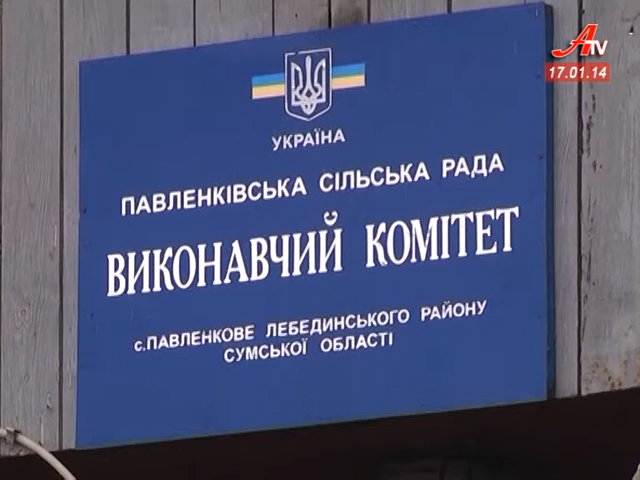 ATV
17.01.14
УКРАЇНА
ПАВЛЕНКІВСЬКА СІЛЬСЬКА РАДА
ВИКОНАВЧИЙ КОМІТЕТ
с.ПАВЛЕНКОВЕ ЛЕБЕДИНСЬКОГО РАЙОНУ
СУМСЬКОЇ ОБЛАСТІ